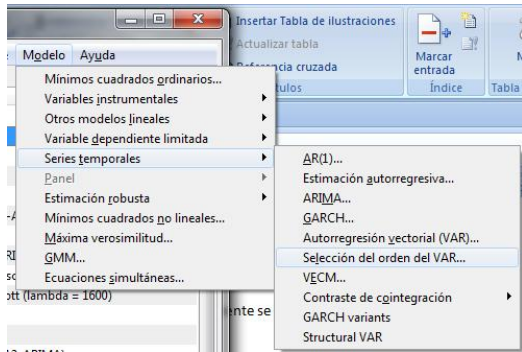 Insertar Tabla de ilustraciones
Actualizar tabla
Referencia cruzada
Marcar
entrada
Índice
Tabla
Modelo Ayuda
Mínimos cuadrados ordinarios...
Variables instrumentales
Otros modelos lineales
Variable dependiente limitada
Series temporales
Panel
Estimación robusta
Mínimos cuadrados no lineales...
Máxima verosimilitud...
GMM...
Ecuaciones simultáneas...
(lambda = 1600)
AR(1)...
Estimación autorregresiva...
ARIMA...
GARCH...
Autorregresión vectorial (VAR)...
Selección del orden del VAR...
VECM...
Contraste de cointegración
GARCH variants
Structural VAR
se